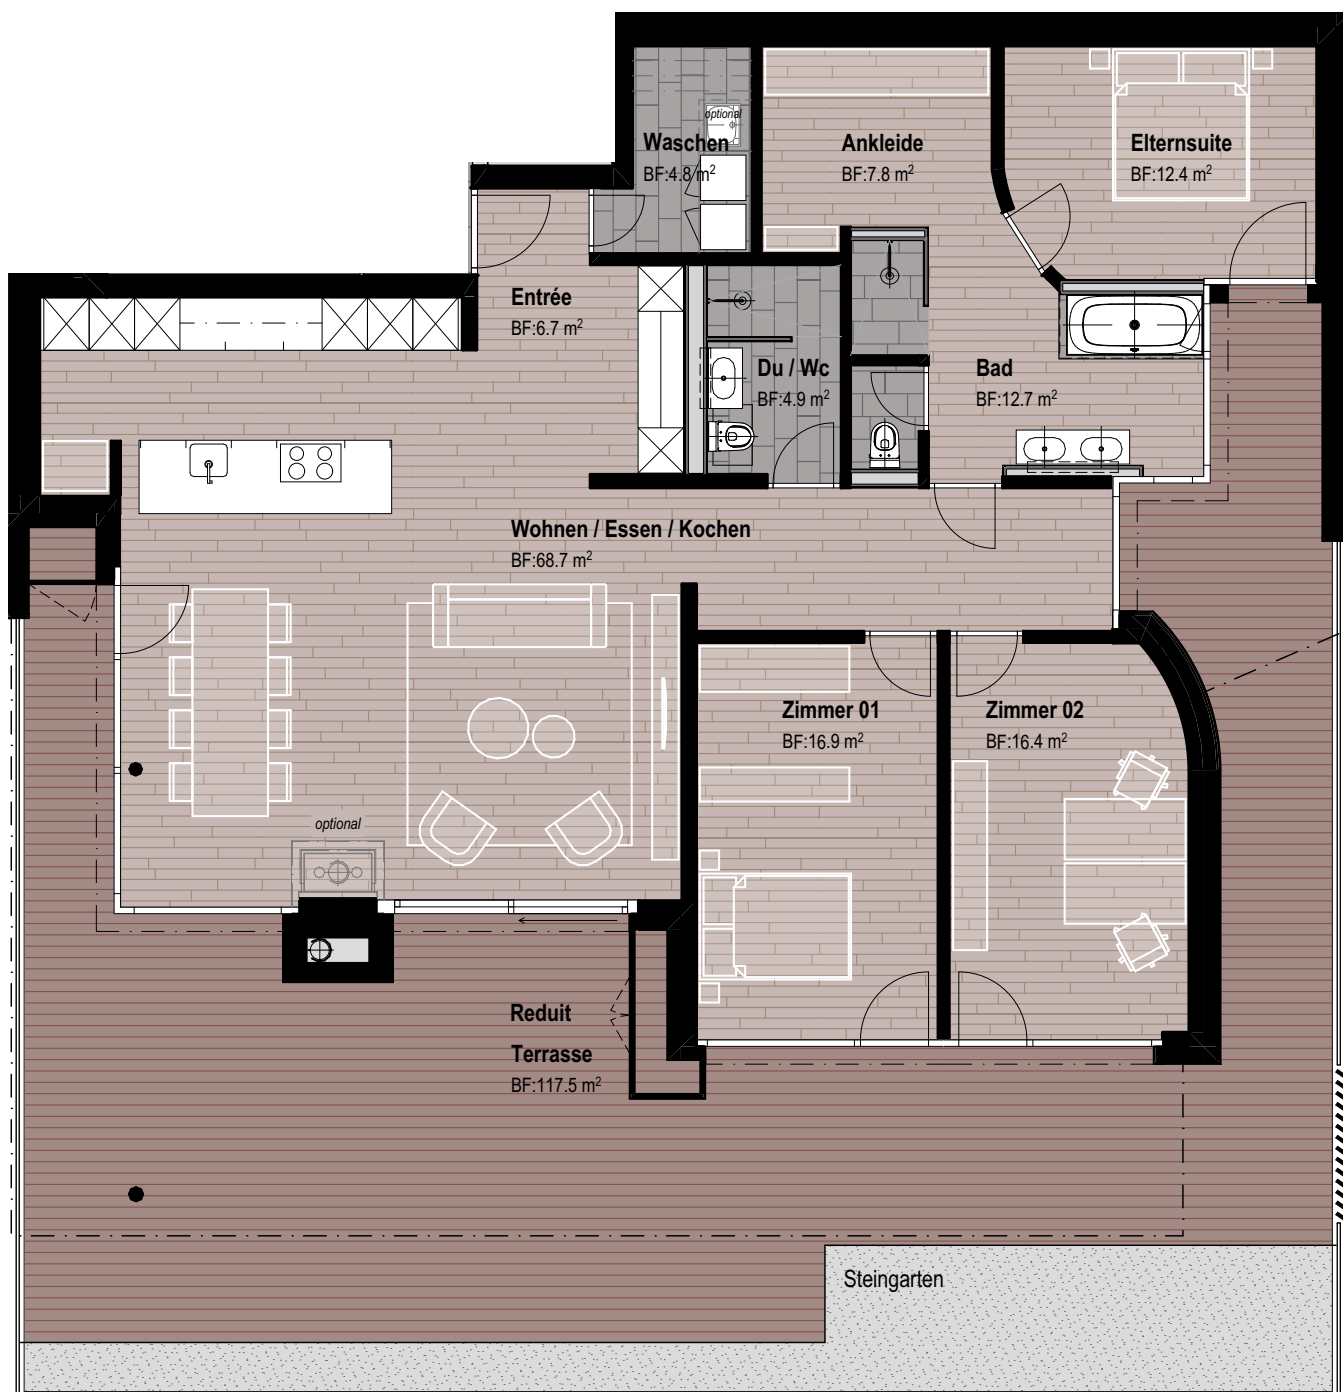 optional
Waschen
BF:4.8 m²
Ankleide
BF:7.8 m²
Elternsuite
BF:12.4 m²
Entrée
BF:6.7 m²
Du / Wc
BF:4.9 m²
Bad
BF:12.7 m²
Wohnen / Essen / Kochen
BF:68.7 m²
Zimmer 01
BF:16.9 m²
Zimmer 02
BF:16.4 m²
optional
Reduit
Terrasse
BF:117.5 m²
Steingarten